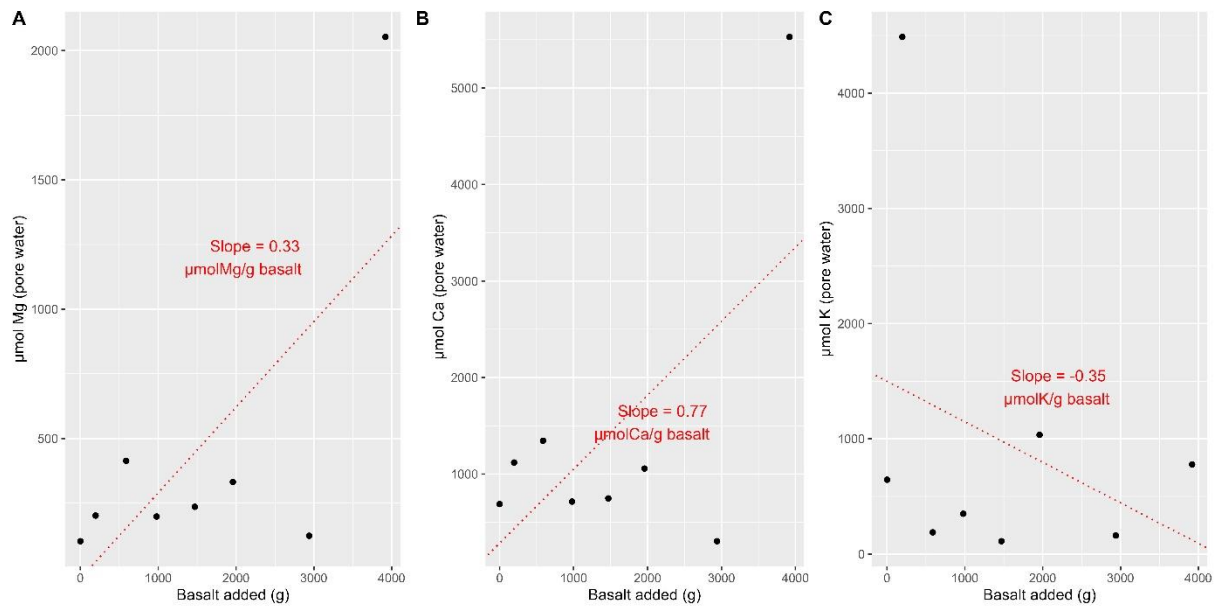 A
µmol Mg (pore water)
2000
1500
1000
500
Slope = 0.33
µmolMg/g basalt
0
1000
2000
3000
4000
Basalt added (g)
B
µmol Ca (pore water)
5000
4000
3000
2000
1000
Slope = 0.77
µmolCa/g basalt
0
1000
2000
3000
4000
Basalt added (g)
C
µmol K (pore water)
4000
3000
2000
1000
0
Slope = -0.35
µmolK/g basalt
0
1000
2000
3000
4000
Basalt added (g)